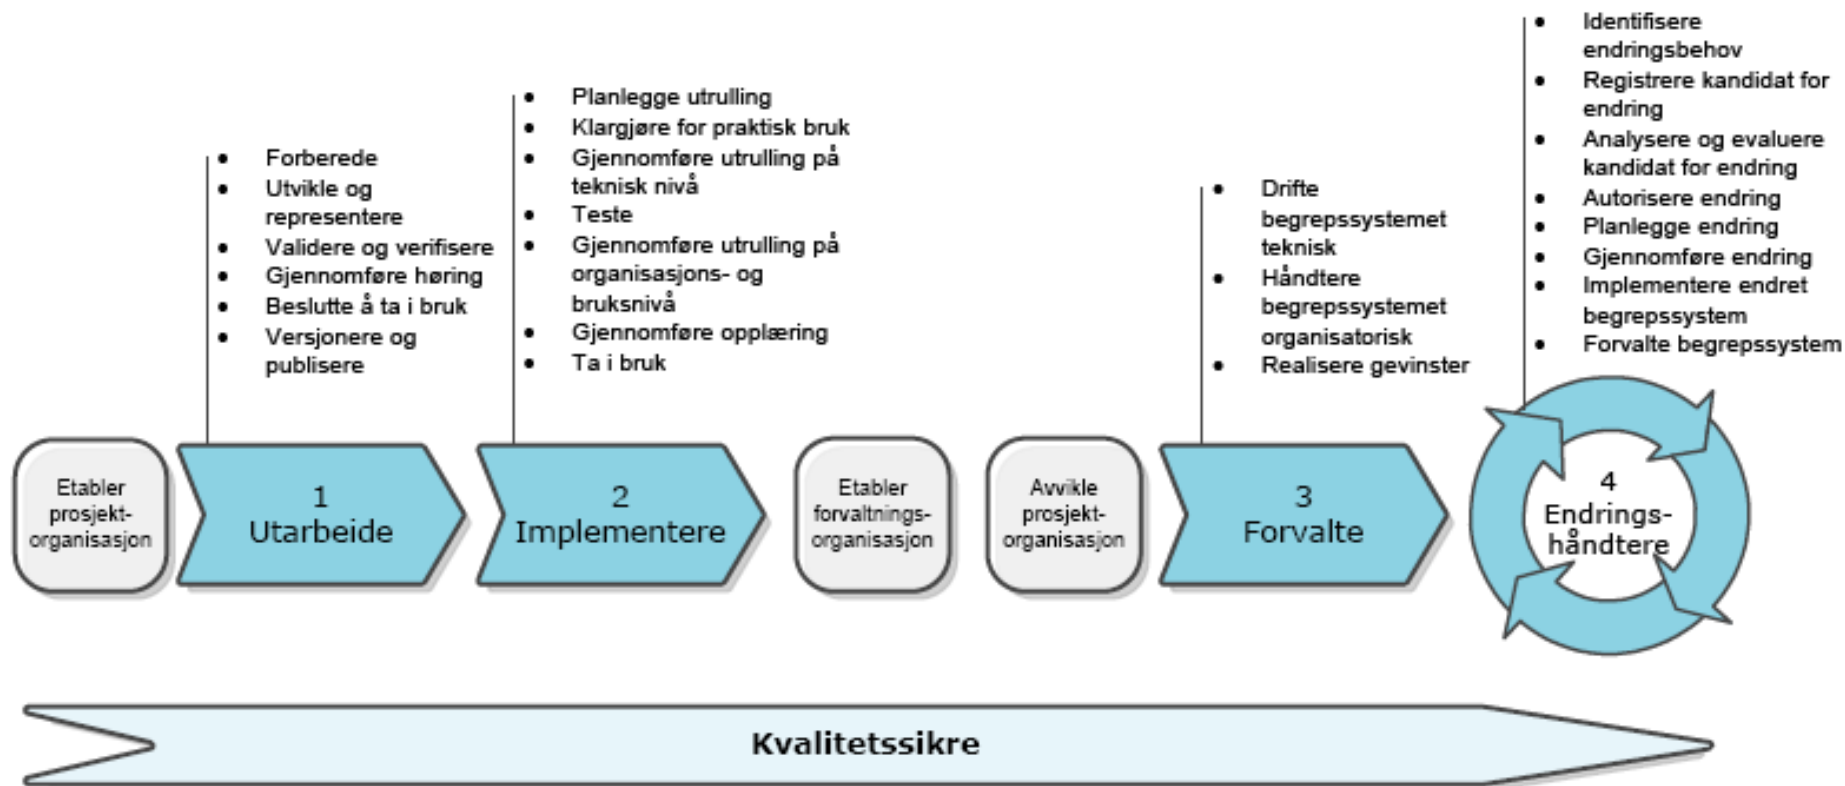 • Forberede
• Utvikle og
representere
• Validere og verifisere
• Gjennomføre høring
• Beslutte å ta i bruk
• Versjonere og
publisere
• Planlegge utrulling
• Klargjøre for praktisk bruk
• Gjennomføre utrulling på
teknisk nivå
• Teste
• Gjennomføre utrulling på
organisasjons- og
bruksnivå
• Gjennomføre opplæring
• Ta i bruk
• Drifte
begrepssystemet
teknisk
• Håndtere
begrepssystemet
organisatorisk
• Realisere gevinster
• Identifisere
endringsbehov
• Registrere kandidat for
endring
• Analysere og evaluere
kandidat for endring
• Autorisere endring
• Planlegge endring
• Gjennomføre endring
• Implementere endret
begrepssystem
• Forvalte begrepssystem
Etabler
prosjekt-
organisasjon
1
Utarbeide
2
Implementere
Etabler
forvaltnings-
organisasjon
Avvikle
prosjekt-
organisasjon
3
Forvalte
4
Endrings-
håndtere
Kvalitetssikre